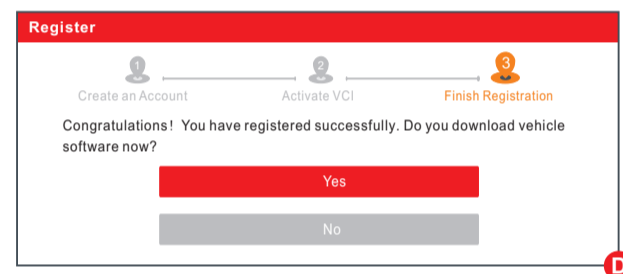 Register
1
2
3
Create an Account
Activate VCI
Finish Registration
Congratulations! You have registered successfully. Do you download vehicle
software now?
Yes
No
D